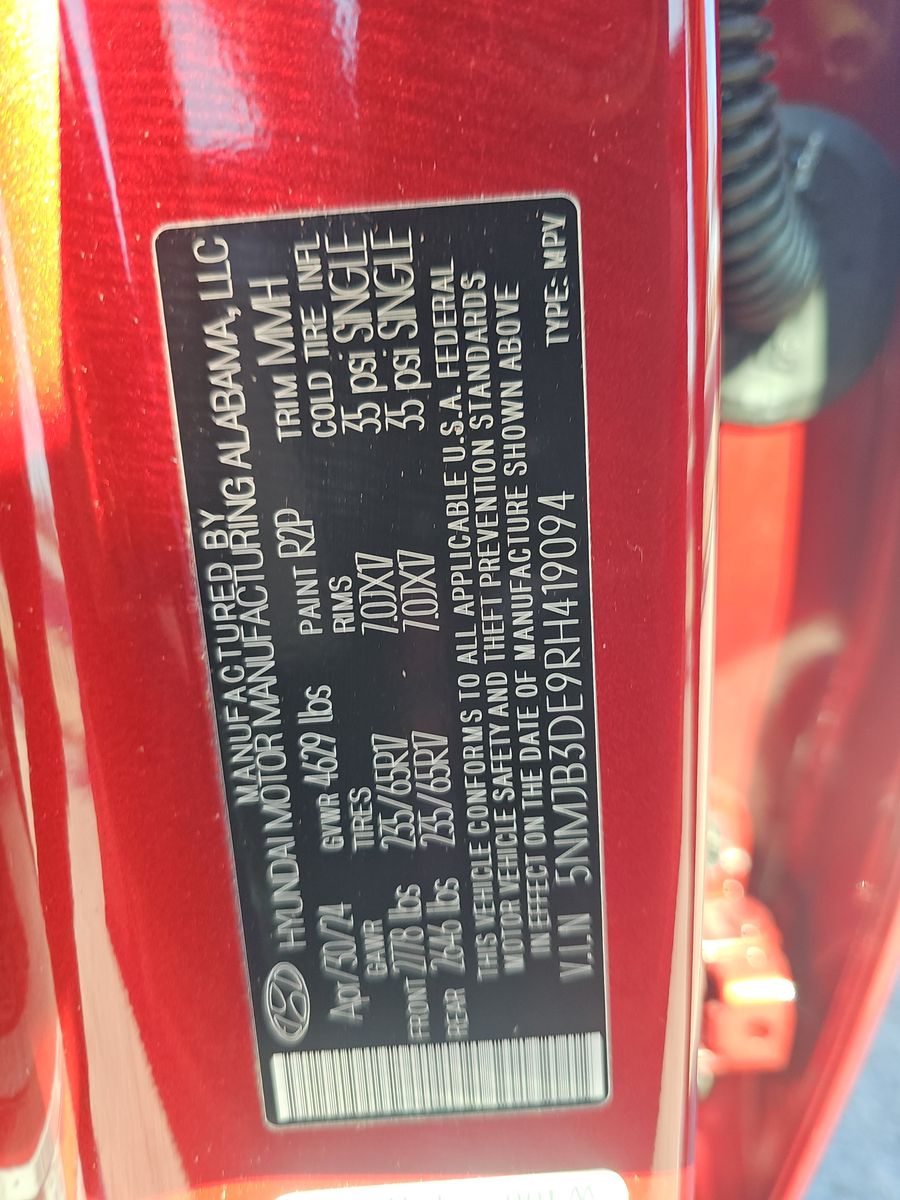 MANUFACTURED BY
HYUNDAI MOTOR MANUFACTURING ALABAMA, LLC
Apr/30/24 GVWR 4629 lbs PAINT R2P TRIM MMH
GAWR TIRES RIMS COLD TIRE INFL
FRONT 2778 lbs 235/65R17 7.0JX17 35 psi SINGLE
REAR 2646 lbs 235/65R17 7.0JX17 35 psi SINGLE
THIS VEHICLE CONFORMS TO ALL APPLICABLE U.S.A. FEDERAL
MOTOR VEHICLE SAFETY AND THEFT PREVENTION STANDARDS
IN EFFECT ON THE DATE OF MANUFACTURE SHOWN ABOVE
V.I.N 5NMJB3DE9RH419094 TYPE: MPV